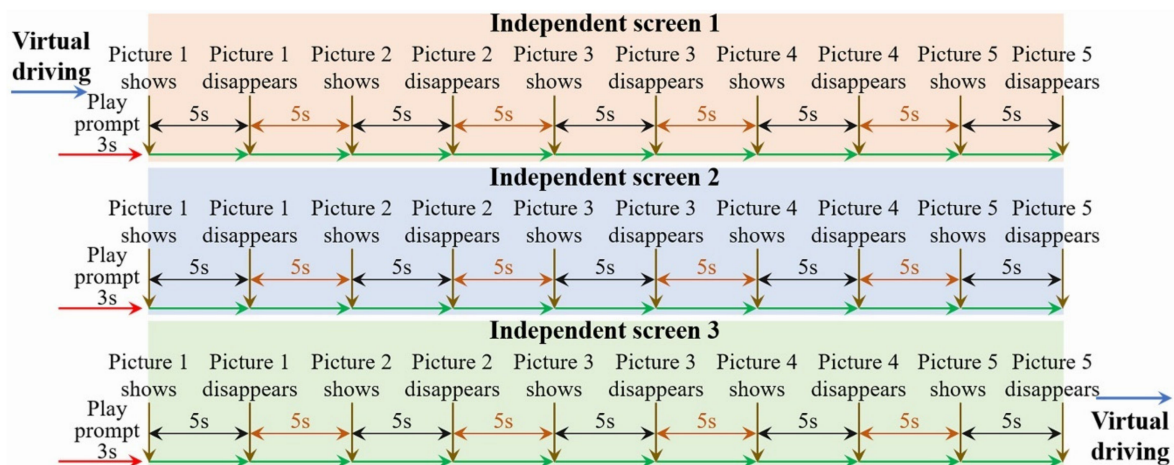 Independent screen 1
Virtual driving
Picture 1 shows
Picture 1 disappears
Picture 2 shows
Picture 2 disappears
Picture 3 shows
Picture 3 disappears
Picture 4 shows
Picture 4 disappears
Picture 5 shows
Picture 5 disappears
Play prompt
3s
5s 5s 5s 5s 5s 5s 5s 5s 5s
Independent screen 2
Picture 1 shows
Picture 1 disappears
Picture 2 shows
Picture 2 disappears
Picture 3 shows
Picture 3 disappears
Picture 4 shows
Picture 4 disappears
Picture 5 shows
Picture 5 disappears
Play prompt
3s
5s 5s 5s 5s 5s 5s 5s 5s 5s
Independent screen 3
Picture 1 shows
Picture 1 disappears
Picture 2 shows
Picture 2 disappears
Picture 3 shows
Picture 3 disappears
Picture 4 shows
Picture 4 disappears
Picture 5 shows
Picture 5 disappears
Play prompt
3s
5s 5s 5s 5s 5s 5s 5s 5s 5s
Virtual driving